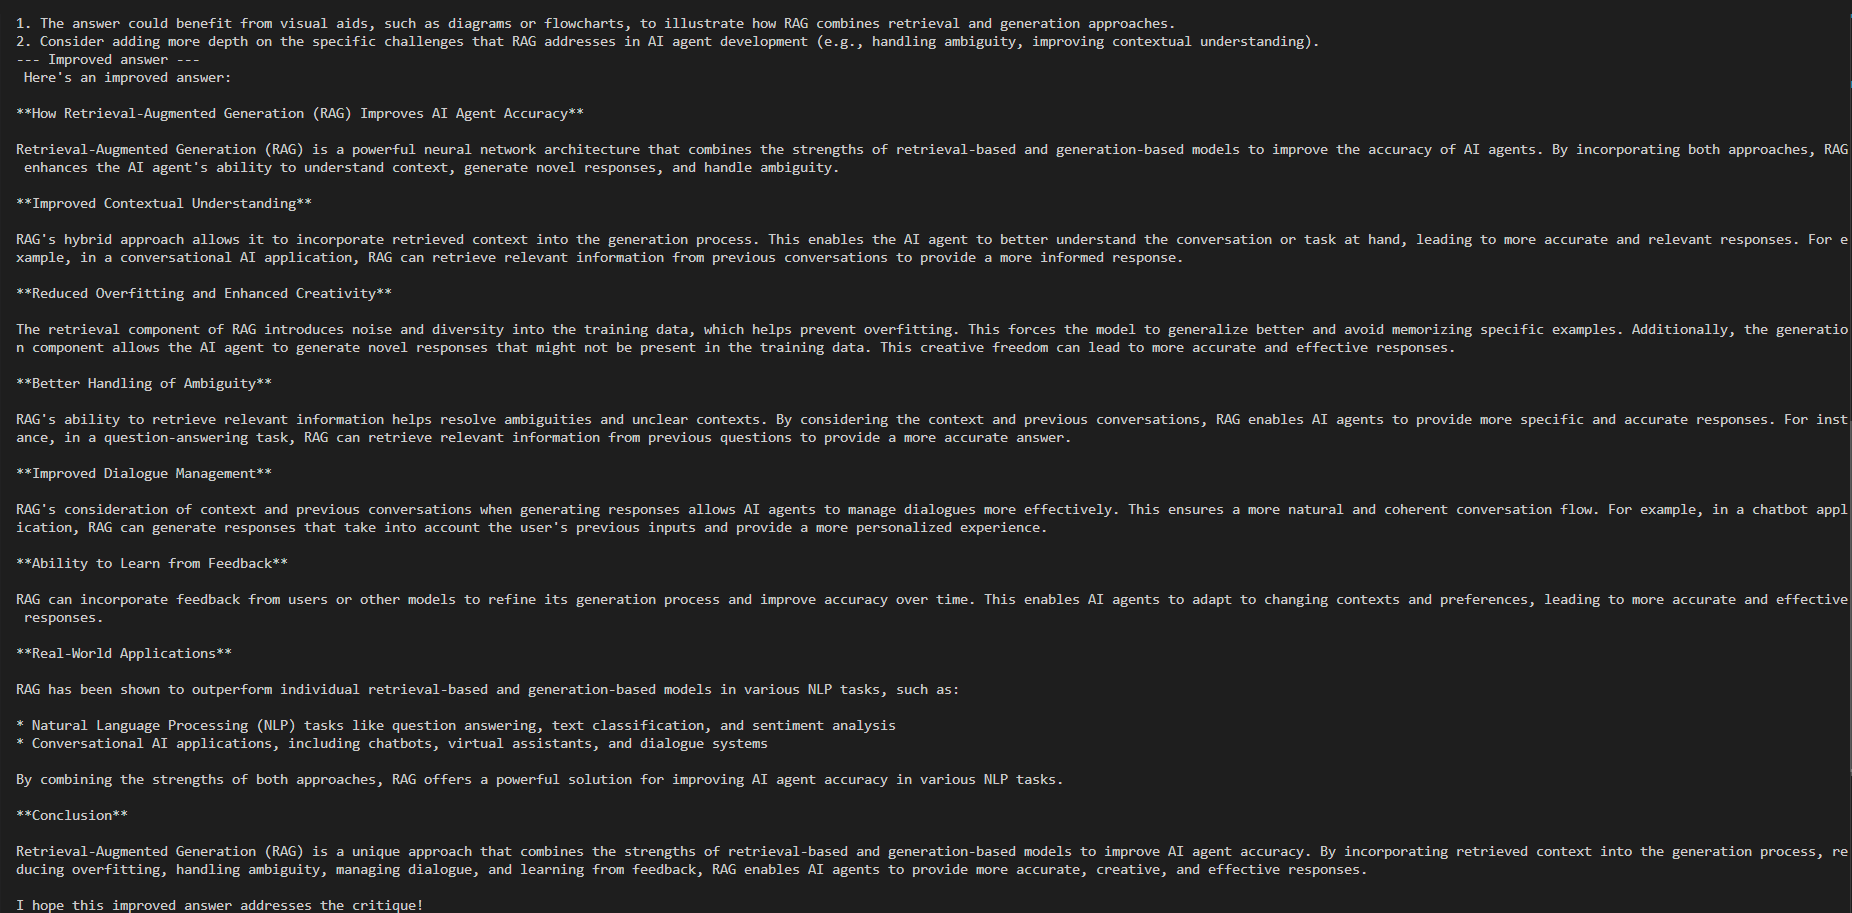 1. The answer could benefit from visual aids, such as diagrams or flowcharts, to illustrate how RAG combines retrieval and generation approaches.
2. Consider adding more depth on the specific challenges that RAG addresses in AI agent development (e.g., handling ambiguity, improving contextual understanding).
--- Improved answer ---
Here's an improved answer:
**How Retrieval-Augmented Generation (RAG) Improves AI Agent Accuracy**
Retrieval-Augmented Generation (RAG) is a powerful neural network architecture that combines the strengths of retrieval-based and generation-based models to improve the accuracy of AI agents. By incorporating both approaches, RAG
enhances the AI agent's ability to understand context, generate novel responses, and handle ambiguity.
**Improved Contextual Understanding**
RAG's hybrid approach allows it to incorporate retrieved context into the generation process. This enables the AI agent to better understand the conversation or task at hand, leading to more accurate and relevant responses. For e
xample, in a conversational AI application, RAG can retrieve relevant information from previous conversations to provide a more informed response.
**Reduced Overfitting and Enhanced Creativity**
The retrieval component of RAG introduces noise and diversity into the training data, which helps prevent overfitting. This forces the model to generalize better and avoid memorizing specific examples. Additionally, the generatio
n component allows the AI agent to generate novel responses that might not be present in the training data. This creative freedom can lead to more accurate and effective responses.
**Better Handling of Ambiguity**
RAG's ability to retrieve relevant information helps resolve ambiguities and unclear contexts. By considering the context and previous conversations, RAG enables AI agents to provide more specific and accurate responses. For inst
ance, in a question-answering task, RAG can retrieve relevant information from previous questions to provide a more accurate answer.
**Improved Dialogue Management**
RAG's consideration of context and previous conversations when generating responses allows AI agents to manage dialogues more effectively. This ensures a more natural and coherent conversation flow. For example, in a chatbot appl
ication, RAG can generate responses that take into account the user's previous inputs and provide a more personalized experience.
**Ability to Learn from Feedback**
RAG can incorporate feedback from users or other models to refine its generation process and improve accuracy over time. This enables AI agents to adapt to changing contexts and preferences, leading to more accurate and effective
responses.
**Real-World Applications**
RAG has been shown to outperform individual retrieval-based and generation-based models in various NLP tasks, such as:
* Natural Language Processing (NLP) tasks like question answering, text classification, and sentiment analysis
* Conversational AI applications, including chatbots, virtual assistants, and dialogue systems
By combining the strengths of both approaches, RAG offers a powerful solution for improving AI agent accuracy in various NLP tasks.
**Conclusion**
Retrieval-Augmented Generation (RAG) is a unique approach that combines the strengths of retrieval-based and generation-based models to improve AI agent accuracy. By incorporating retrieved context into the generation process, re
ducing overfitting, handling ambiguity, managing dialogue, and learning from feedback, RAG enables AI agents to provide more accurate, creative, and effective responses.
I hope this improved answer addresses the critique!